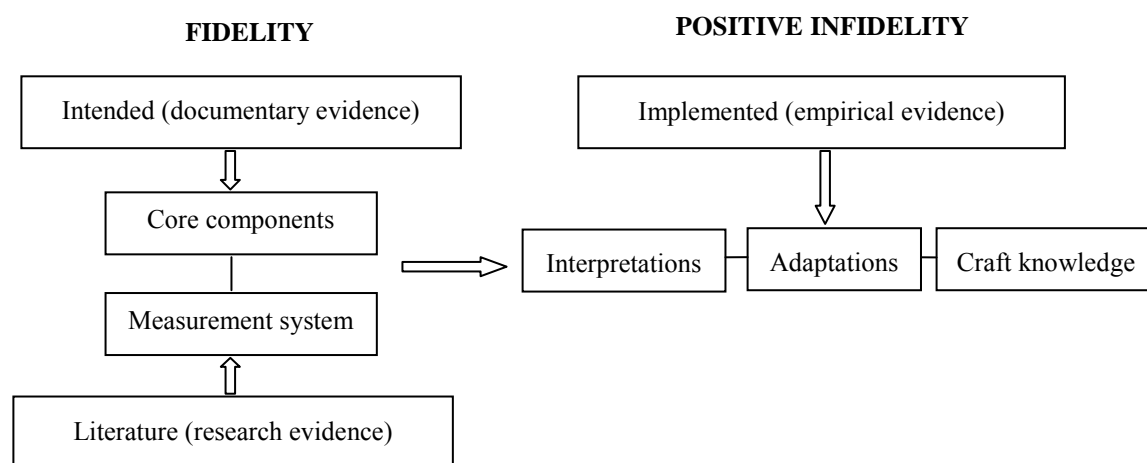 FIDELITY
Intended (documentary evidence)
Core components
Measurement system
Literature (research evidence)
POSITIVE INFIDELITY
Implemented (empirical evidence)
Interpretations
Adaptations
Craft knowledge